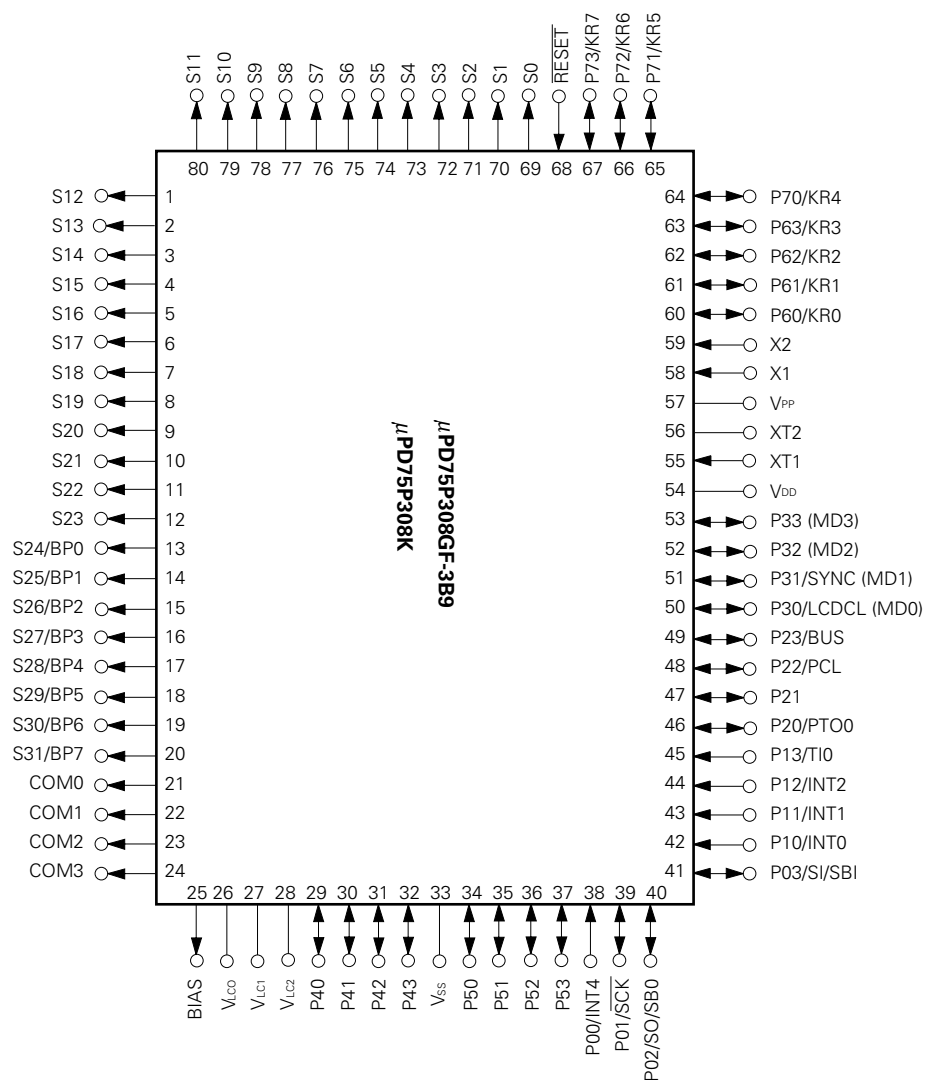 S11
S10
S9
S8
S7
S6
S5
S4
S3
S2
S1
S0
RESET
P73/KR7
P72/KR6
P71/KR5
80 79 78 77 76 75 74 73 72 71 70 69 68 67 66 65
S12 1
S13 2
S14 3
S15 4
S16 5
S17 6
S18 7
S19 8
S20 9
S21 10
S22 11
S23 12
S24/BP0 13
S25/BP1 14
S26/BP2 15
S27/BP3 16
S28/BP4 17
S29/BP5 18
S30/BP6 19
S31/BP7 20
COM0 21
COM1 22
COM2 23
COM3 24
μPD75P308GF-3B9
μPD75P308K
64 P70/KR4
63 P63/KR3
62 P62/KR2
61 P61/KR1
60 P60/KR0
59 X2
58 X1
57 VPP
56 XT2
55 XT1
54 VDD
53 P33 (MD3)
52 P32 (MD2)
51 P31/SYNC (MD1)
50 P30/LCDCL (MD0)
49 P23/BUS
48 P22/PCL
47 P21
46 P20/PTO0
45 P13/TI0
44 P12/INT2
43 P11/INT1
42 P10/INT0
41 P03/SI/SBI
25 26 27 28 29 30 31 32 33 34 35 36 37 38 39 40
BIAS
VLCO
VLC1
VLC2
P40
P41
P42
P43
VSS
P50
P51
P52
P53
P00/INT4
P01/SCK
P02/SO/SB0